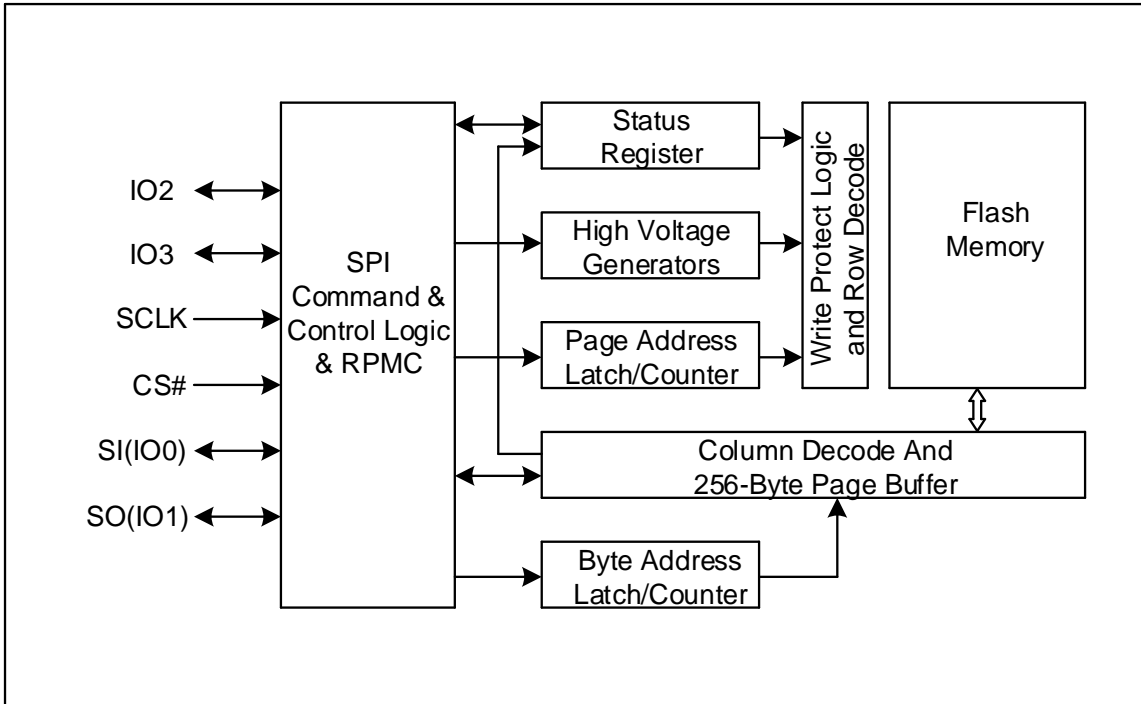 IO2
IO3
SCLK
CS#
SI(IO0)
SO(IO1)
SPI
Command &
Control Logic
& RPMC
Status
Register
High Voltage
Generators
Page Address
Latch/Counter
Write Protect Logic
and Row Decode
Flash
Memory
Column Decode And
256-Byte Page Buffer
Byte Address
Latch/Counter